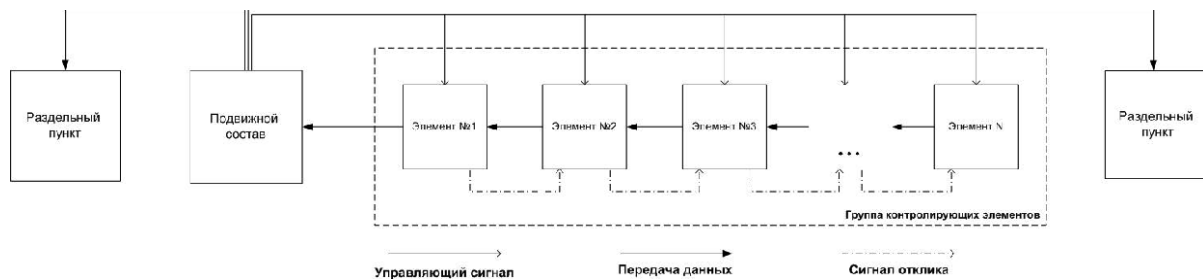 Раздельный
пункт
Подвижной
состав
Элемент №1
Элемент №2
Элемент №3
...
Элемент N
Раздельный
пункт
Группа контролирующих элементов
Управляющий сигнал
Передача данных
Сигнал отклика